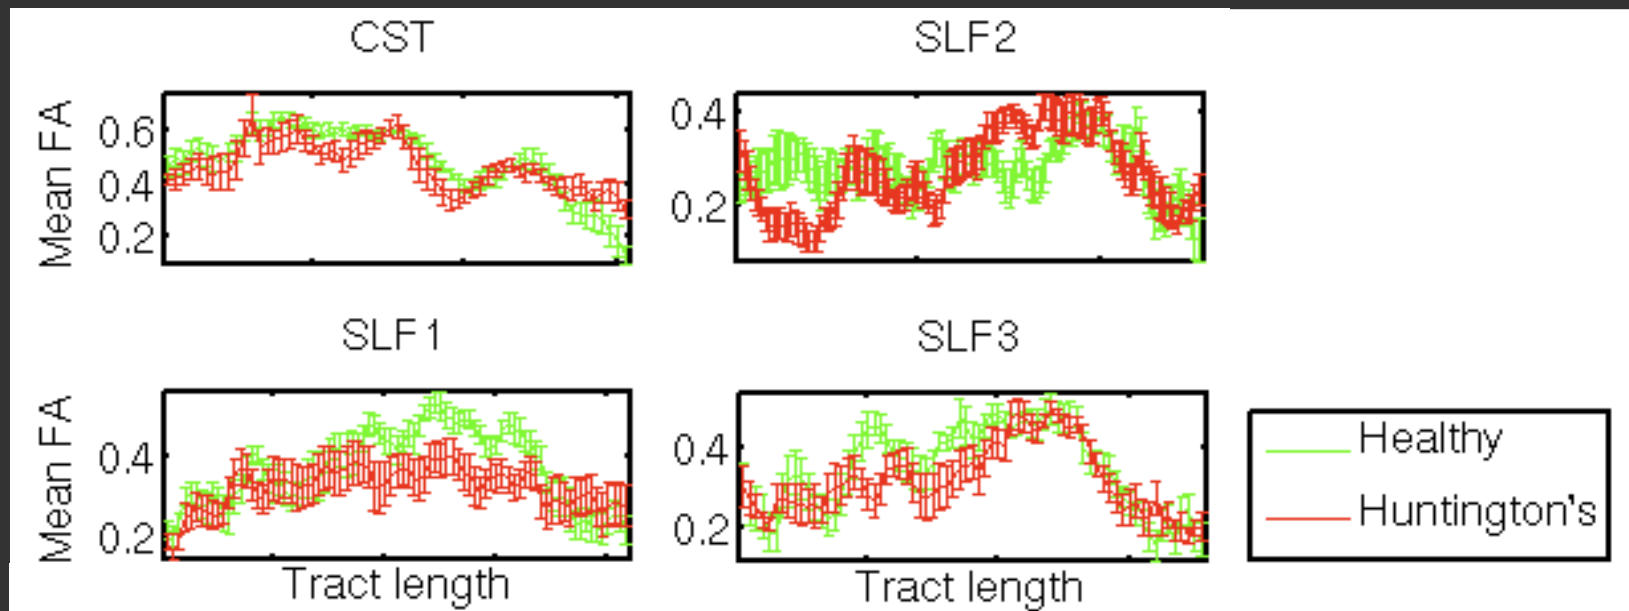 CST
Mean FA
0.6
0.4
0.2
SLF2
0.4
0.2
SLF1
Mean FA
0.4
0.2
Tract length
SLF3
0.4
0.2
Tract length
Healthy
Huntington's